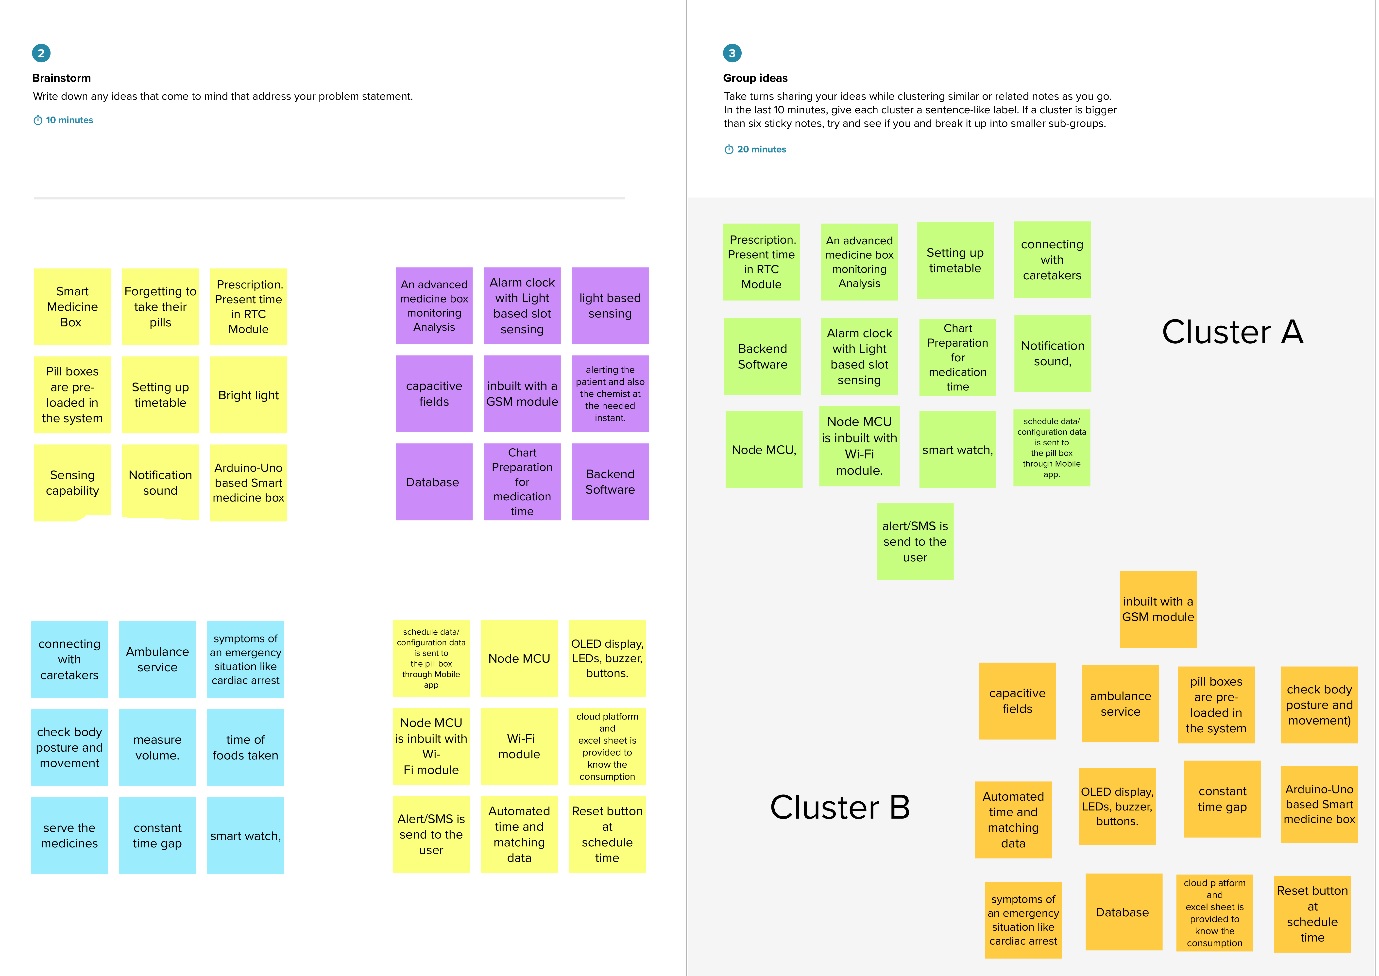 2
Brainstorm
Write down any ideas that come to mind that address your problem statement.
10 minutes
Smart
Medicine
Box
Forgetting to
take their
pills
Prescription.
Present time
in RTC
Module
Pill boxes
are pre-
loaded in
the system
Setting up
timetable
Bright light
Sensing
capability
Notification
sound
Arduino-Uno
based Smart
medicine box
An advanced
medicine box
monitoring
Analysis
Alarm clock
with Light
based slot
sensing
light based
sensing
capacitive
fields
inbuilt with a
GSM module
alerting the
patient and also
the chemist at
the needed
instant.
Database
Chart
Preparation
for
medication
time
Backend
Software
connecting
with
caretakers
Ambulance
service
symptoms of
an emergency
situation like
cardiac arrest
check body
posture and
movement
measure
volume.
time of
foods taken
serve the
medicines
constant
time gap
smart watch,
schedule data/
configuration data
is sent to
the pill box
through Mobile
app
Node MCU
OLED display,
LEDs, buzzer,
buttons.
Node MCU
is inbuilt with
Wi-
Fi module
Wi-Fi
module
cloud platform
and
excel sheet is
provided to
know the
consumption
Alert/SMS is
send to the
user
Automated
time and
matching
data
Reset button
at
schedule
time
3
Group ideas
Take turns sharing your ideas while clustering similar or related notes as you go.
In the last 10 minutes, give each cluster a sentence-like label. If a cluster is bigger
than six sticky notes, try and see if you and break it up into smaller sub-groups.
20 minutes
Prescription.
Present time
in RTC
Module
An advanced
medicine box
monitoring
Analysis
Setting up
timetable
connecting
with
caretakers
Backend
Software
Alarm clock
with Light
based slot
sensing
Chart
Preparation
for
medication
time
Notification
sound,
Cluster A
Node MCU,
Node MCU
is inbuilt with
Wi-Fi
module.
smart watch,
schedule data/
configuration data
is sent to
the pill box
through Mobile
app.
alert/SMS is
send to the
user
inbuilt with a
GSM module
capacitive
fields
ambulance
service
pill boxes
are pre-
loaded in
the system
check body
posture and
movement)
Cluster B
Automated
time and
matching
data
OLED display,
LEDs, buzzer,
buttons.
constant
time gap
Arduino-Uno
based Smart
medicine box
symptoms of
an emergency
situation like
cardiac arrest
Database
cloud platform
and
excel sheet is
provided to
know the
consumption
Reset button
at
schedule
time